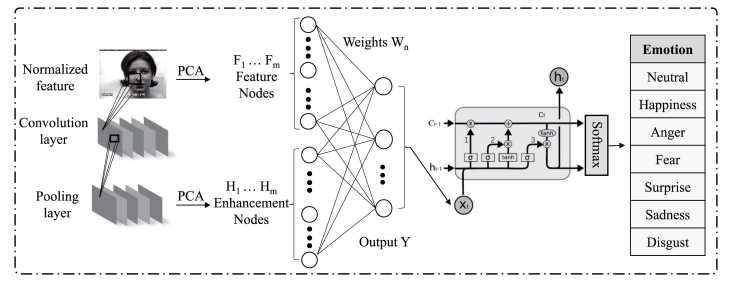 Normalized
feature
PCA
F₁ … Fₘ
Feature
Nodes
Weights Wₙ
Convolution
layer
Pooling
layer
PCA
H₁ … Hₘ
Enhancement
Nodes
Output Y
hₜ
Cₜ₋₁
Cₜ
1
2
3
tanh
σ
σ
tanh
σ
hₜ₋₁
Xₜ
Softmax
Emotion
Neutral
Happiness
Anger
Fear
Surprise
Sadness
Disgust